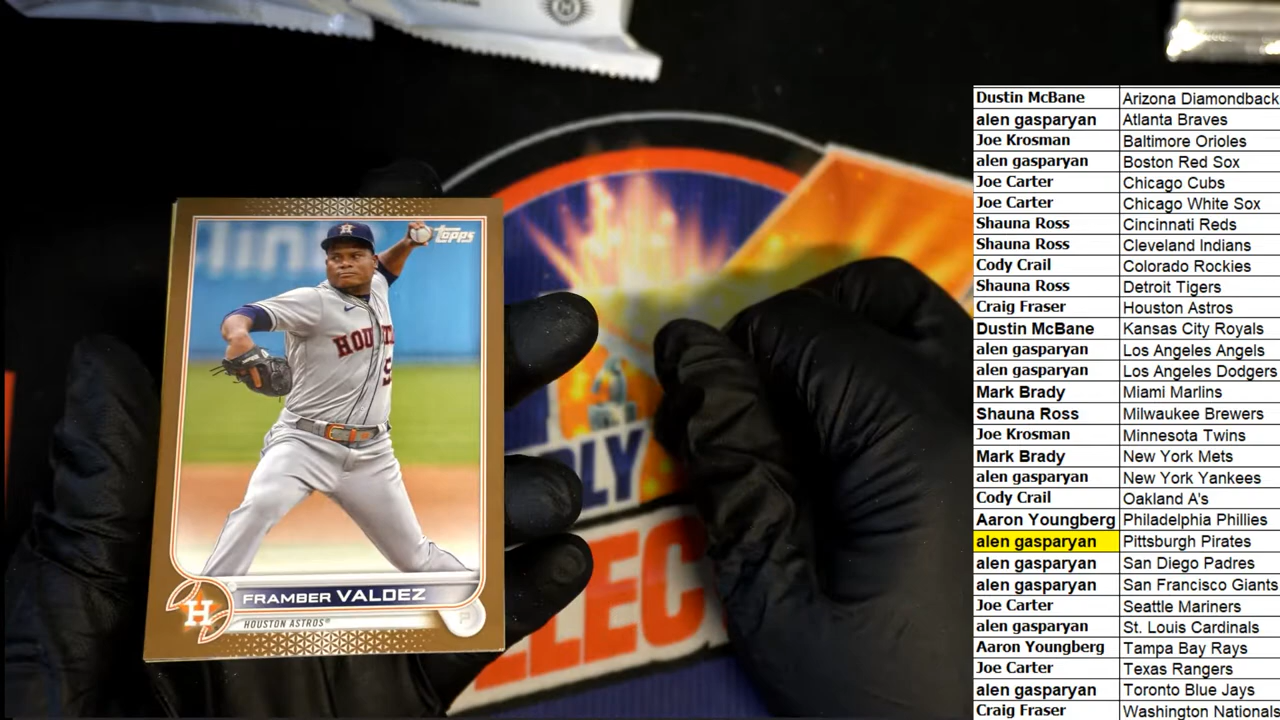 Topps
HOU
5
FRAMBER VALDEZ
HOUSTON ASTROS®
P
H
PLY
ELEC
Dustin McBane Arizona Diamondback
alen gasparyan Atlanta Braves
Joe Krosman Baltimore Orioles
alen gasparyan Boston Red Sox
Joe Carter Chicago Cubs
Joe Carter Chicago White Sox
Shauna Ross Cincinnati Reds
Shauna Ross Cleveland Indians
Cody Crail Colorado Rockies
Shauna Ross Detroit Tigers
Craig Fraser Houston Astros
Dustin McBane Kansas City Royals
alen gasparyan Los Angeles Angels
alen gasparyan Los Angeles Dodgers
Mark Brady Miami Marlins
Shauna Ross Milwaukee Brewers
Joe Krosman Minnesota Twins
Mark Brady New York Mets
alen gasparyan New York Yankees
Cody Crail Oakland A's
Aaron Youngberg Philadelphia Phillies
alen gasparyan Pittsburgh Pirates
alen gasparyan San Diego Padres
alen gasparyan San Francisco Giants
Joe Carter Seattle Mariners
alen gasparyan St. Louis Cardinals
Aaron Youngberg Tampa Bay Rays
Joe Carter Texas Rangers
alen gasparyan Toronto Blue Jays
Craig Fraser Washington Nationals